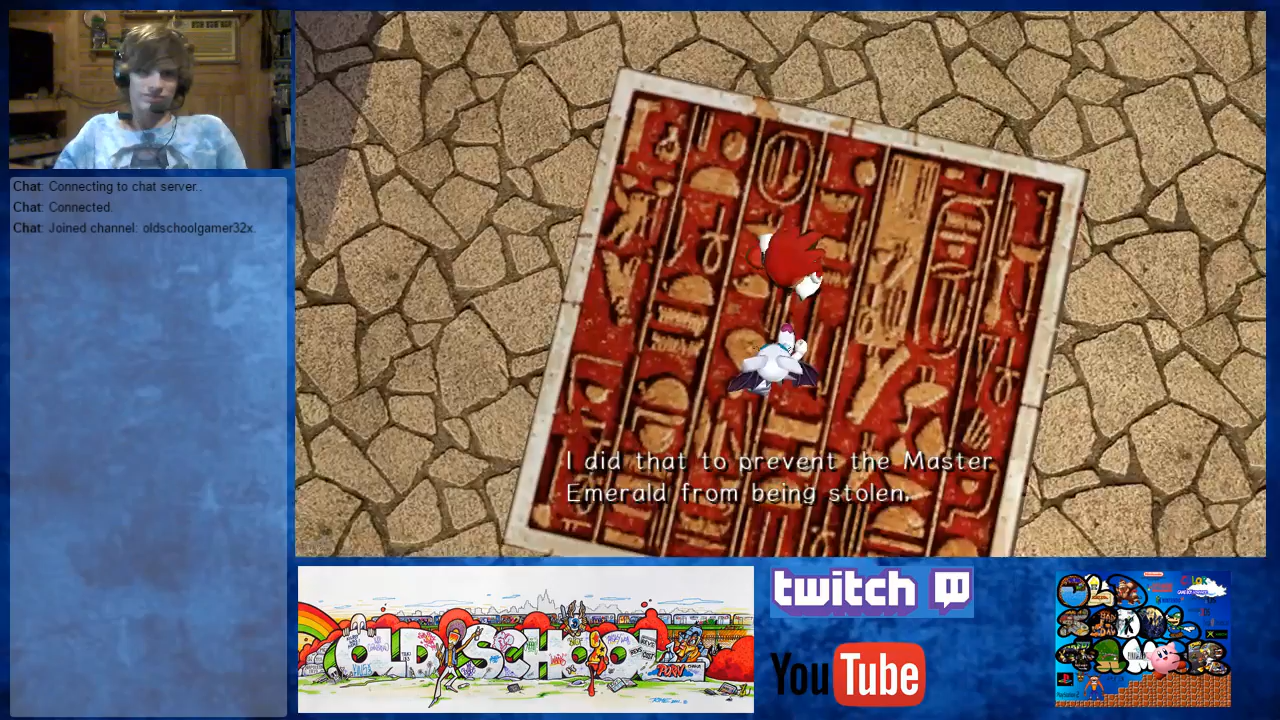 Chat: Connecting to chat server..
Chat: Connected.
Chat: Joined channel: oldschoolgamer32x.
I did that to prevent the Master
Emerald from being stolen.
OLDSCHOOL
twitch
YouTube